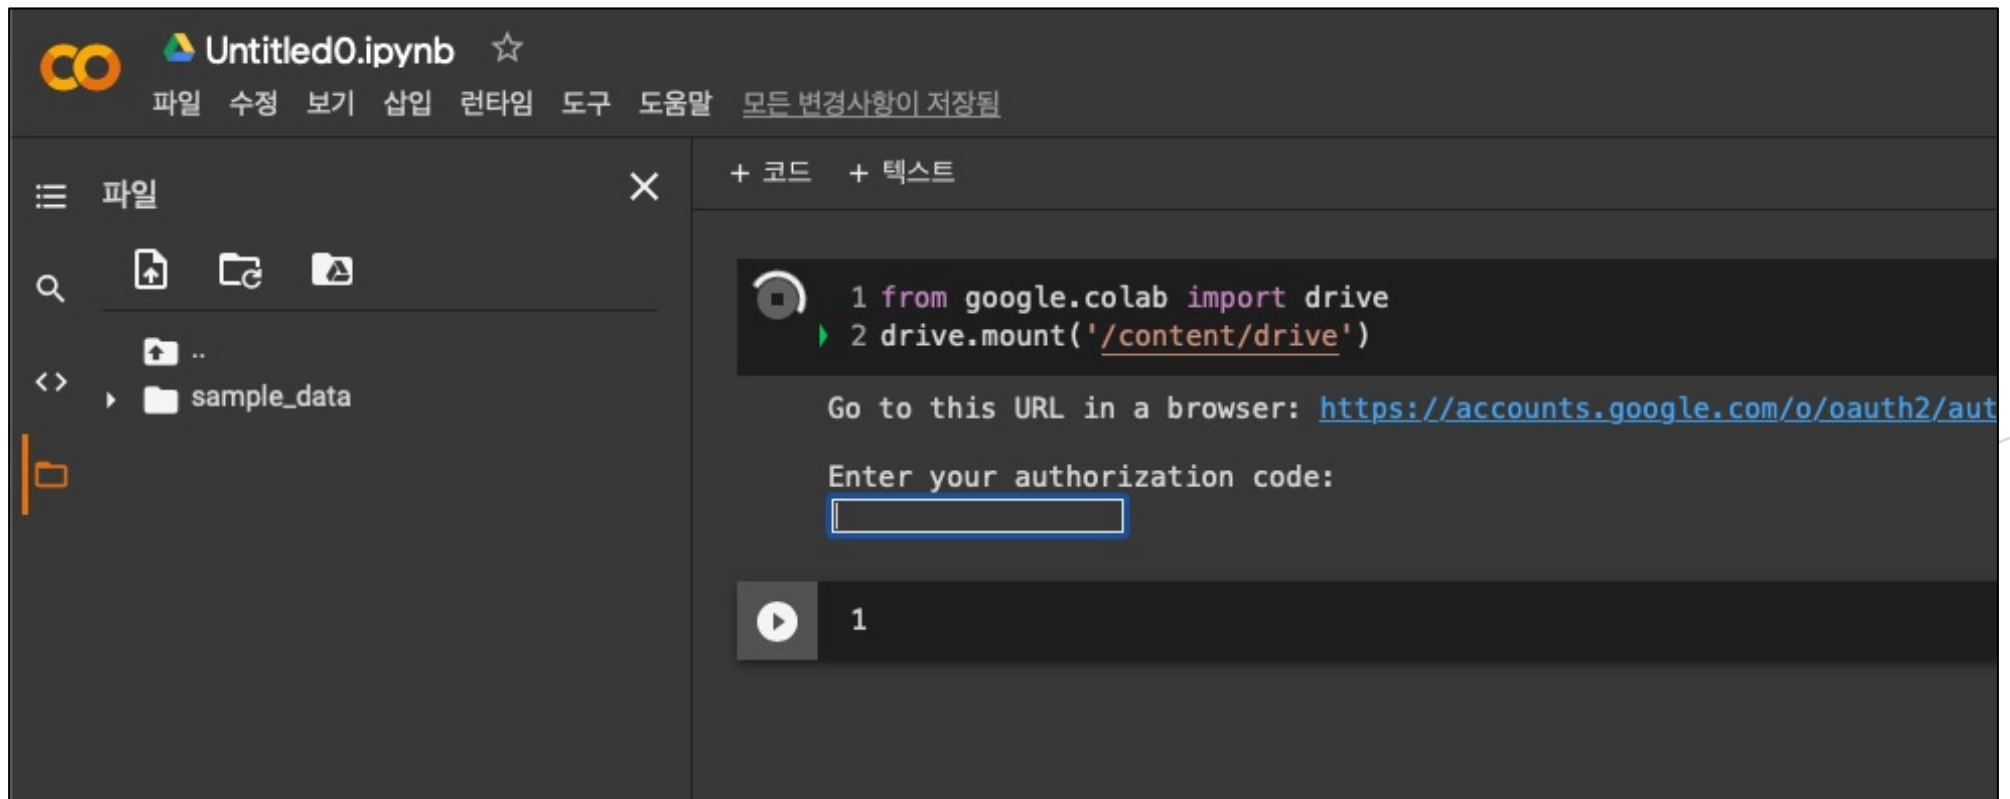 Untitled0.ipynb
파일 수정 보기 삽입 런타임 도구 도움말 모든 변경사항이 저장됨
파일
..
sample_data
+ 코드 + 텍스트
1 from google.colab import drive
2 drive.mount('/content/drive')
Go to this URL in a browser: https://accounts.google.com/o/oauth2/aut
Enter your authorization code:
1